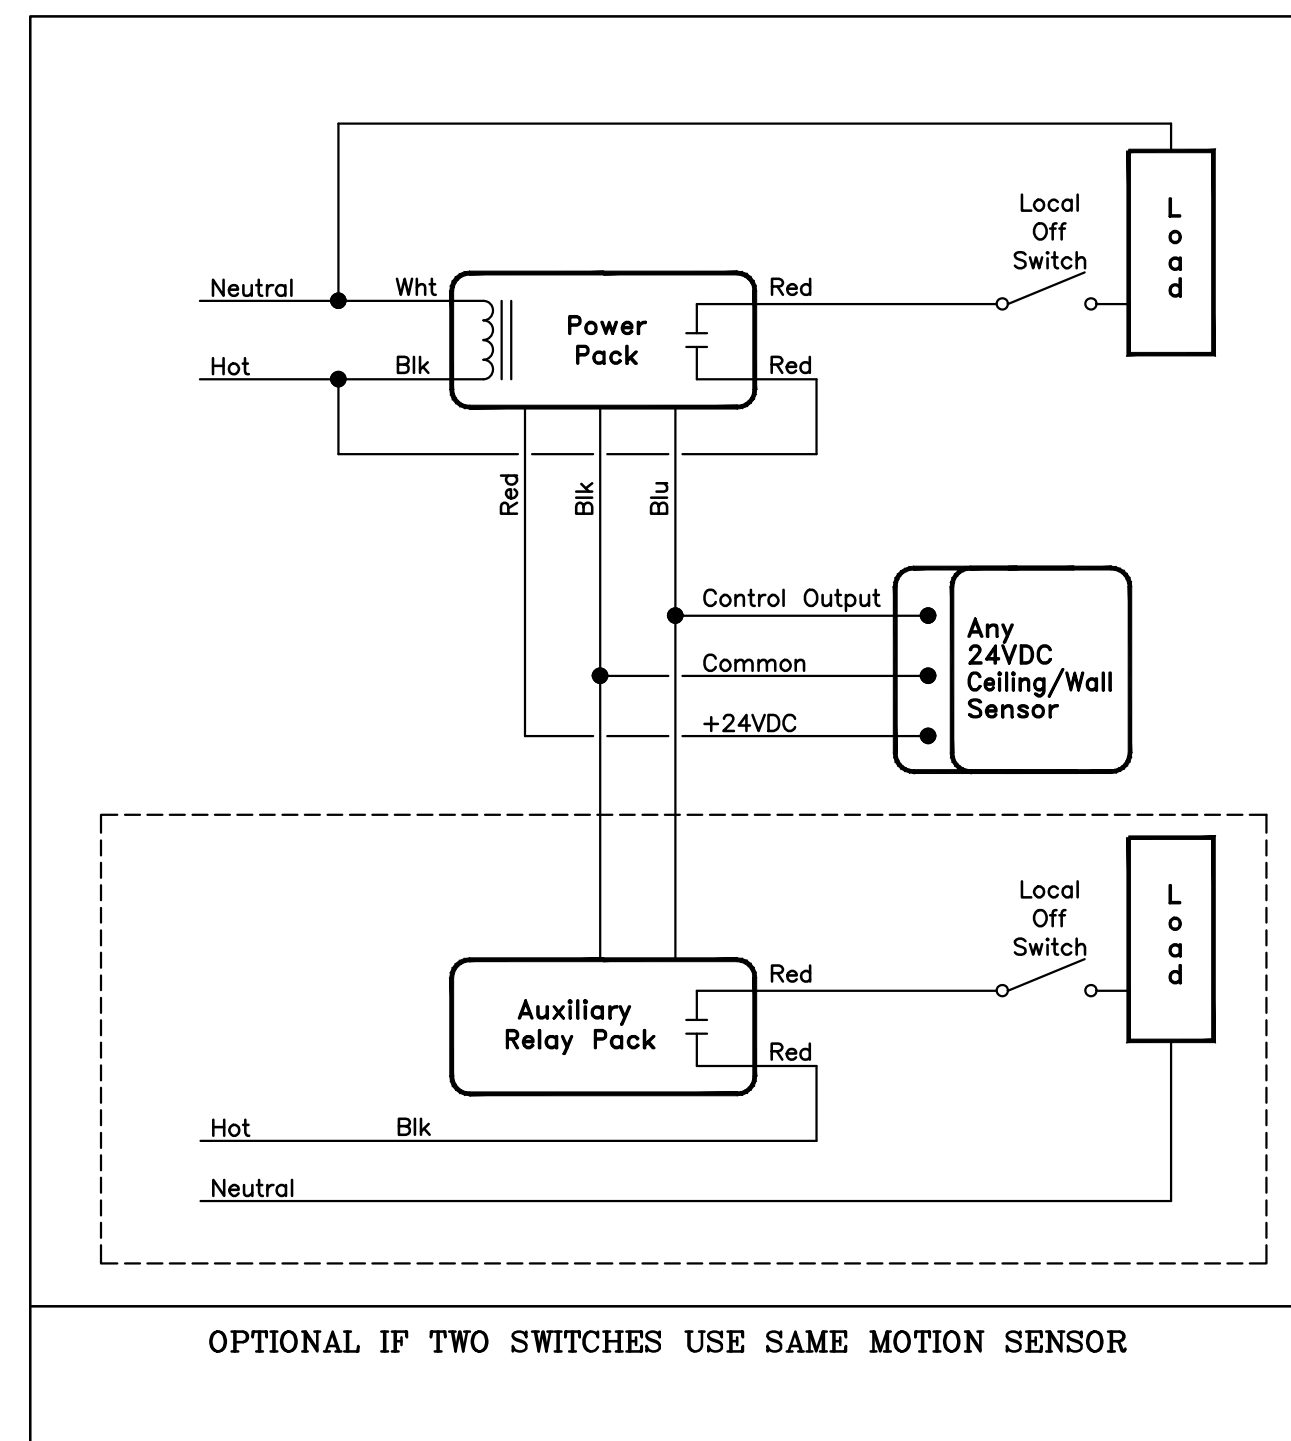 Local
Off
Switch
Load
Neutral
Wht
Power
Pack
Red
Hot
Blk
Red
Red
Blk
Blu
Control Output
Common
+24VDC
Any
24VDC
Ceiling/Wall
Sensor
Local
Off
Switch
Load
Auxiliary
Relay Pack
Red
Red
Hot
Blk
Neutral
OPTIONAL IF TWO SWITCHES USE SAME MOTION SENSOR